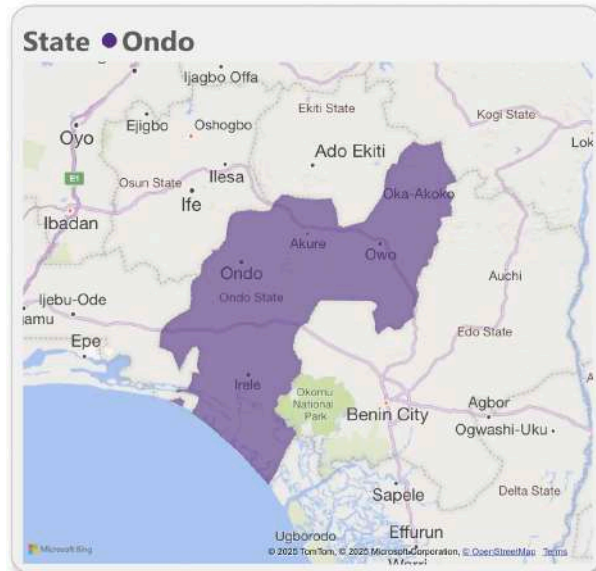 State Ondo
Ijagbo Offa
Ekiti State
Kogi State
Oyo
Ejigbo
Oshogbo
Ado Ekiti
Lok
E1
Osun State
Ilesa
Oka-Akoko
Ife
Ibadan
Akure
Owo
Ondo
Auchi
Ondo State
Ijebu-Ode
Edo State
Epe
Irele
Okomu
National
Park
Benin City
Agbor
Ogwashi-Uku
Sapele
Delta State
Ugborodo
Effurun
Microsoft Bing
© 2025 TomTom, © 2025 Microsoft Corporation, © OpenStreetMap Terms